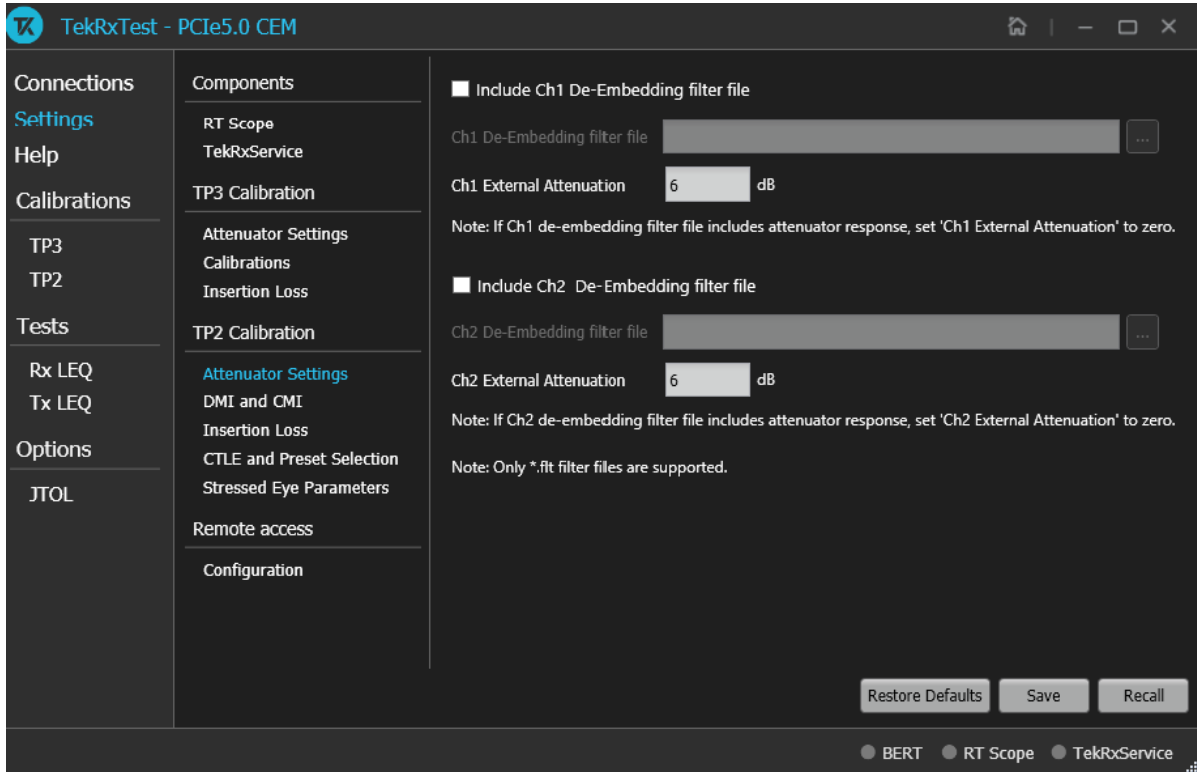 TekRxTest - PCIe5.0 CEM
Connections
Settings
Help
Calibrations
TP3
TP2
Tests
Rx LEQ
Tx LEQ
Options
JTOL
Components
RT Scope
TekRxService
TP3 Calibration
Attenuator Settings
Calibrations
Insertion Loss
TP2 Calibration
Attenuator Settings
DMI and CMI
Insertion Loss
CTLE and Preset Selection
Stressed Eye Parameters
Remote access
Configuration
Include Ch1 De-Embedding filter file
Ch1 De-Embedding filter file ...
Ch1 External Attenuation 6 dB
Note: If Ch1 de-embedding filter file includes attenuator response, set 'Ch1 External Attenuation' to zero.
Include Ch2 De-Embedding filter file
Ch2 De-Embedding filter file ...
Ch2 External Attenuation 6 dB
Note: If Ch2 de-embedding filter file includes attenuator response, set 'Ch2 External Attenuation' to zero.
Note: Only *.flt filter files are supported.
Restore Defaults Save Recall
BERT RT Scope TekRxService